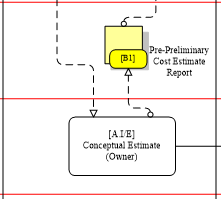 [B1]
Pre-Preliminary
Cost Estimate
Report
[A.I/E]
Conceptual Estimate
(Owner)